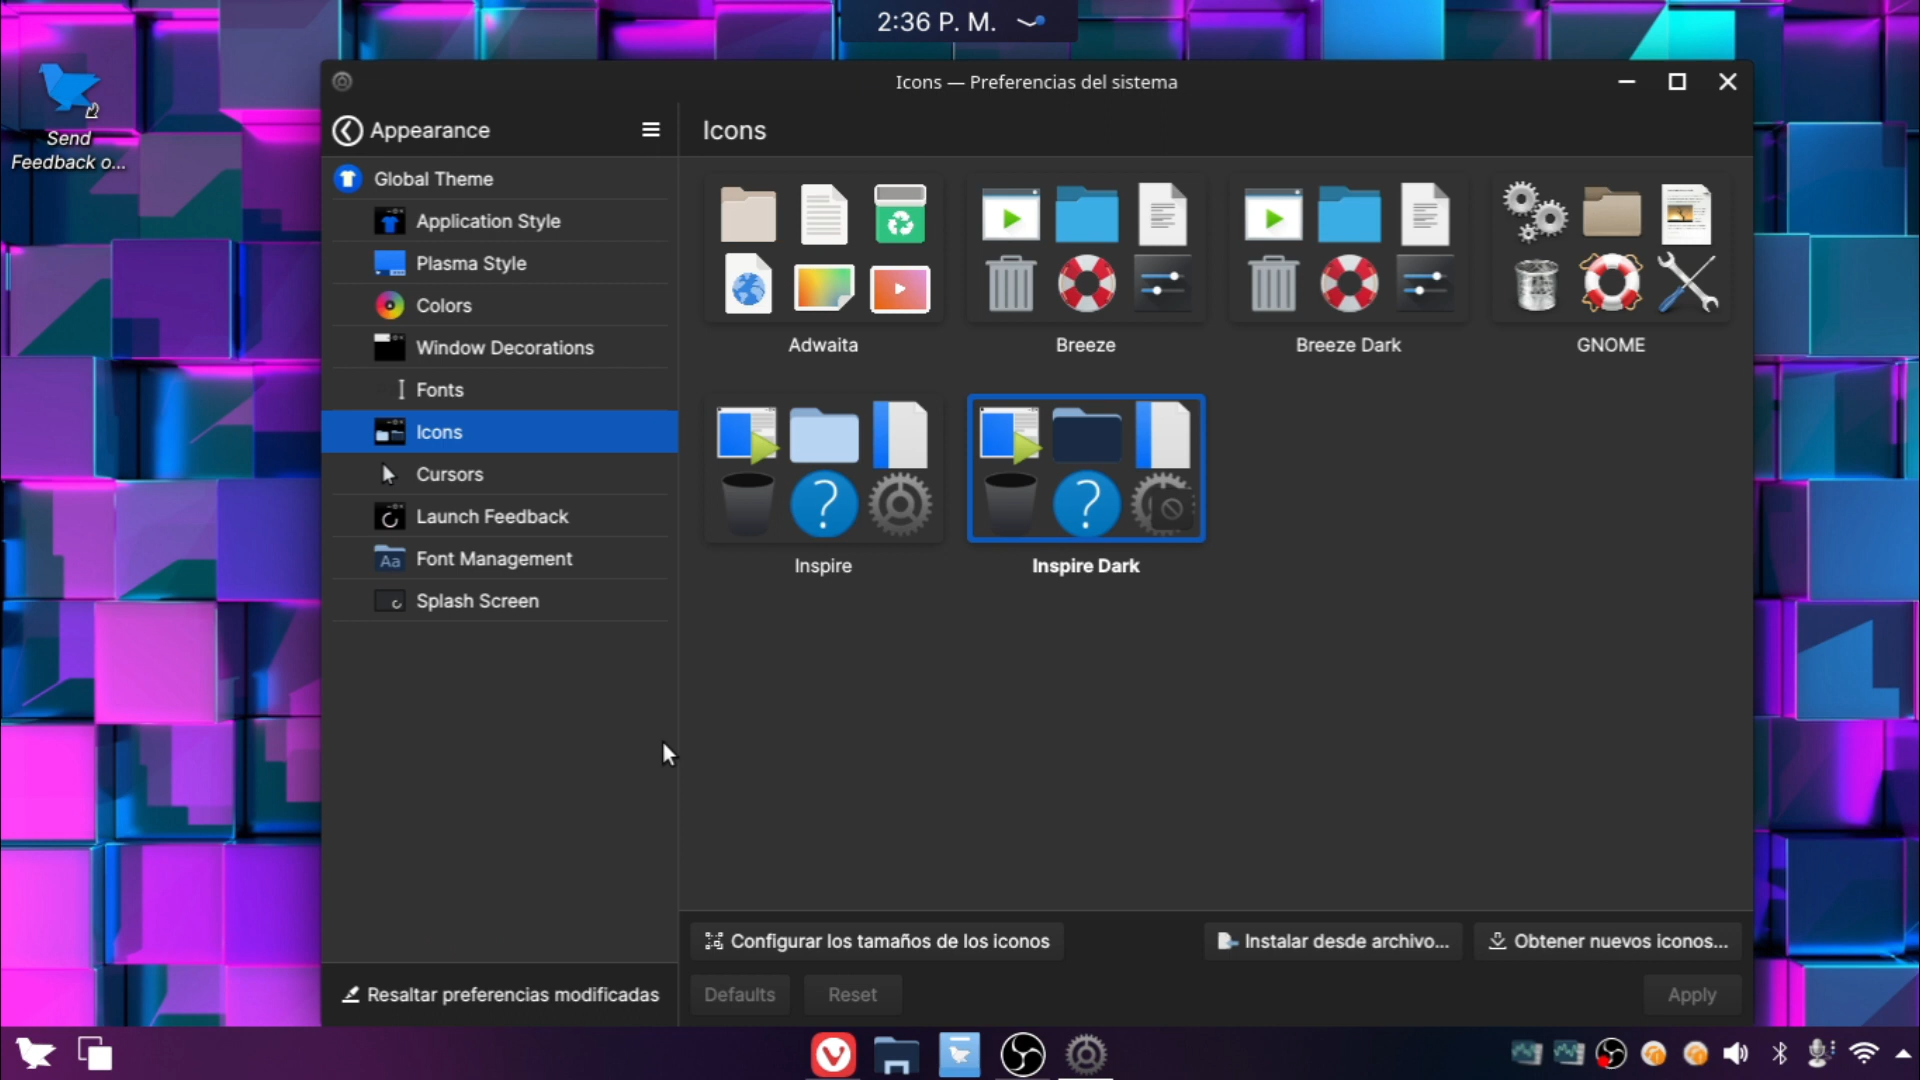 2:36 P. M.
Send
Feedback o...
Icons — Preferencias del sistema
Appearance
Icons
Global Theme
Application Style
Plasma Style
Colors
Window Decorations
Fonts
Icons
Cursors
Launch Feedback
Aa
Font Management
Splash Screen
Adwaita
Breeze
Breeze Dark
GNOME
?
?
Inspire
Inspire Dark
Configurar los tamaños de los iconos
Instalar desde archivo...
Obtener nuevos iconos...
Resaltar preferencias modificadas
Defaults
Reset
Apply